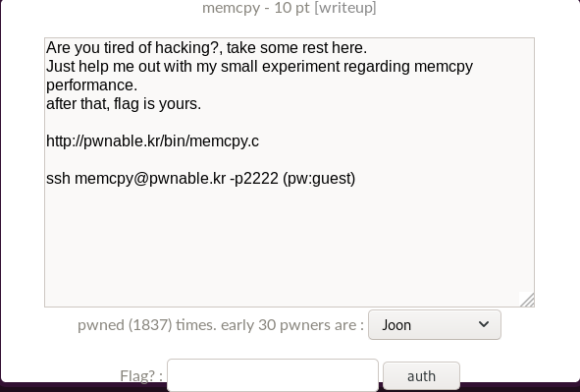 memcpy - 10 pt [writeup]
Are you tired of hacking?, take some rest here.
Just help me out with my small experiment regarding memcpy
performance.
after that, flag is yours.
http://pwnable.kr/bin/memcpy.c
ssh memcpy@pwnable.kr -p2222 (pw:guest)
pwned (1837) times. early 30 pwners are : Joon
Flag? : auth